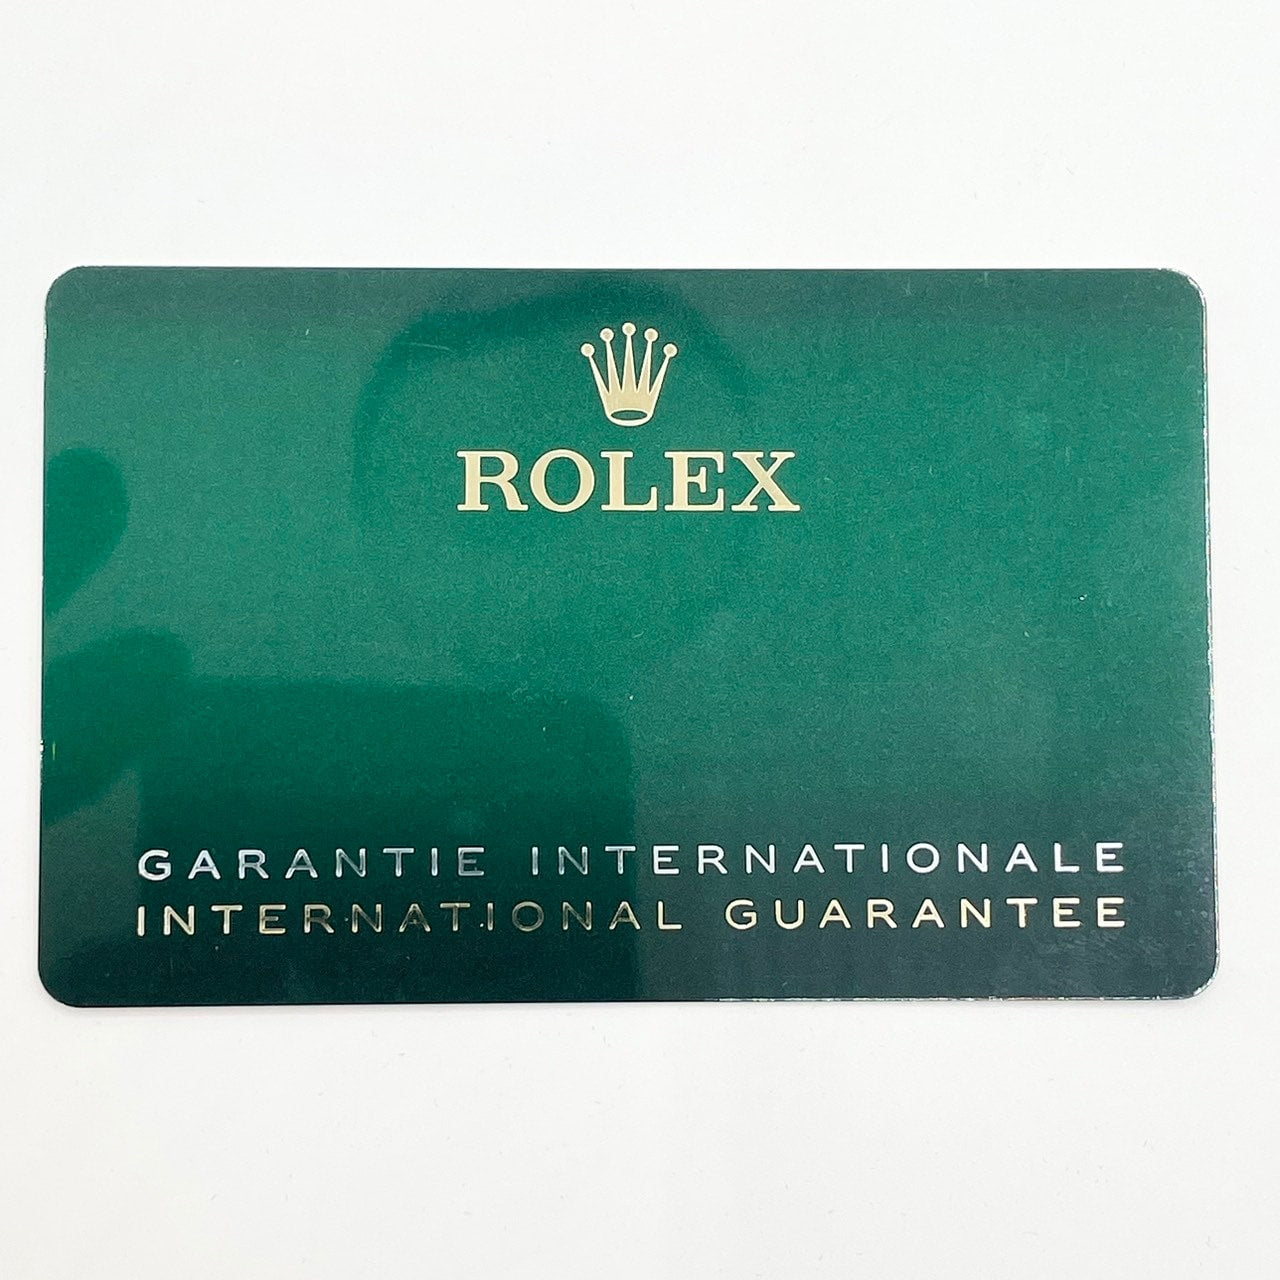 ROLEX
GARANTIE INTERNATIONALE
INTERNATIONAL GUARANTEE